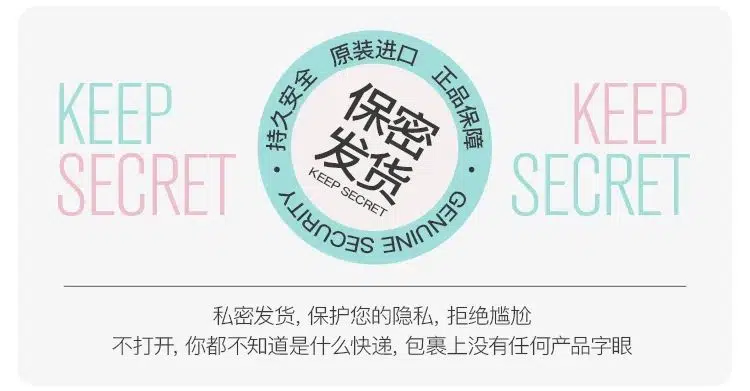 KEEP
SECRET
持久安全 原装进口 正品保障
保密
发货
KEEP SECRET
GENUINE SECURITY
KEEP
SECRET
私密发货, 保护您的隐私, 拒绝尴尬
不打开, 你都不知道是什么快递, 包裹上没有任何产品字眼